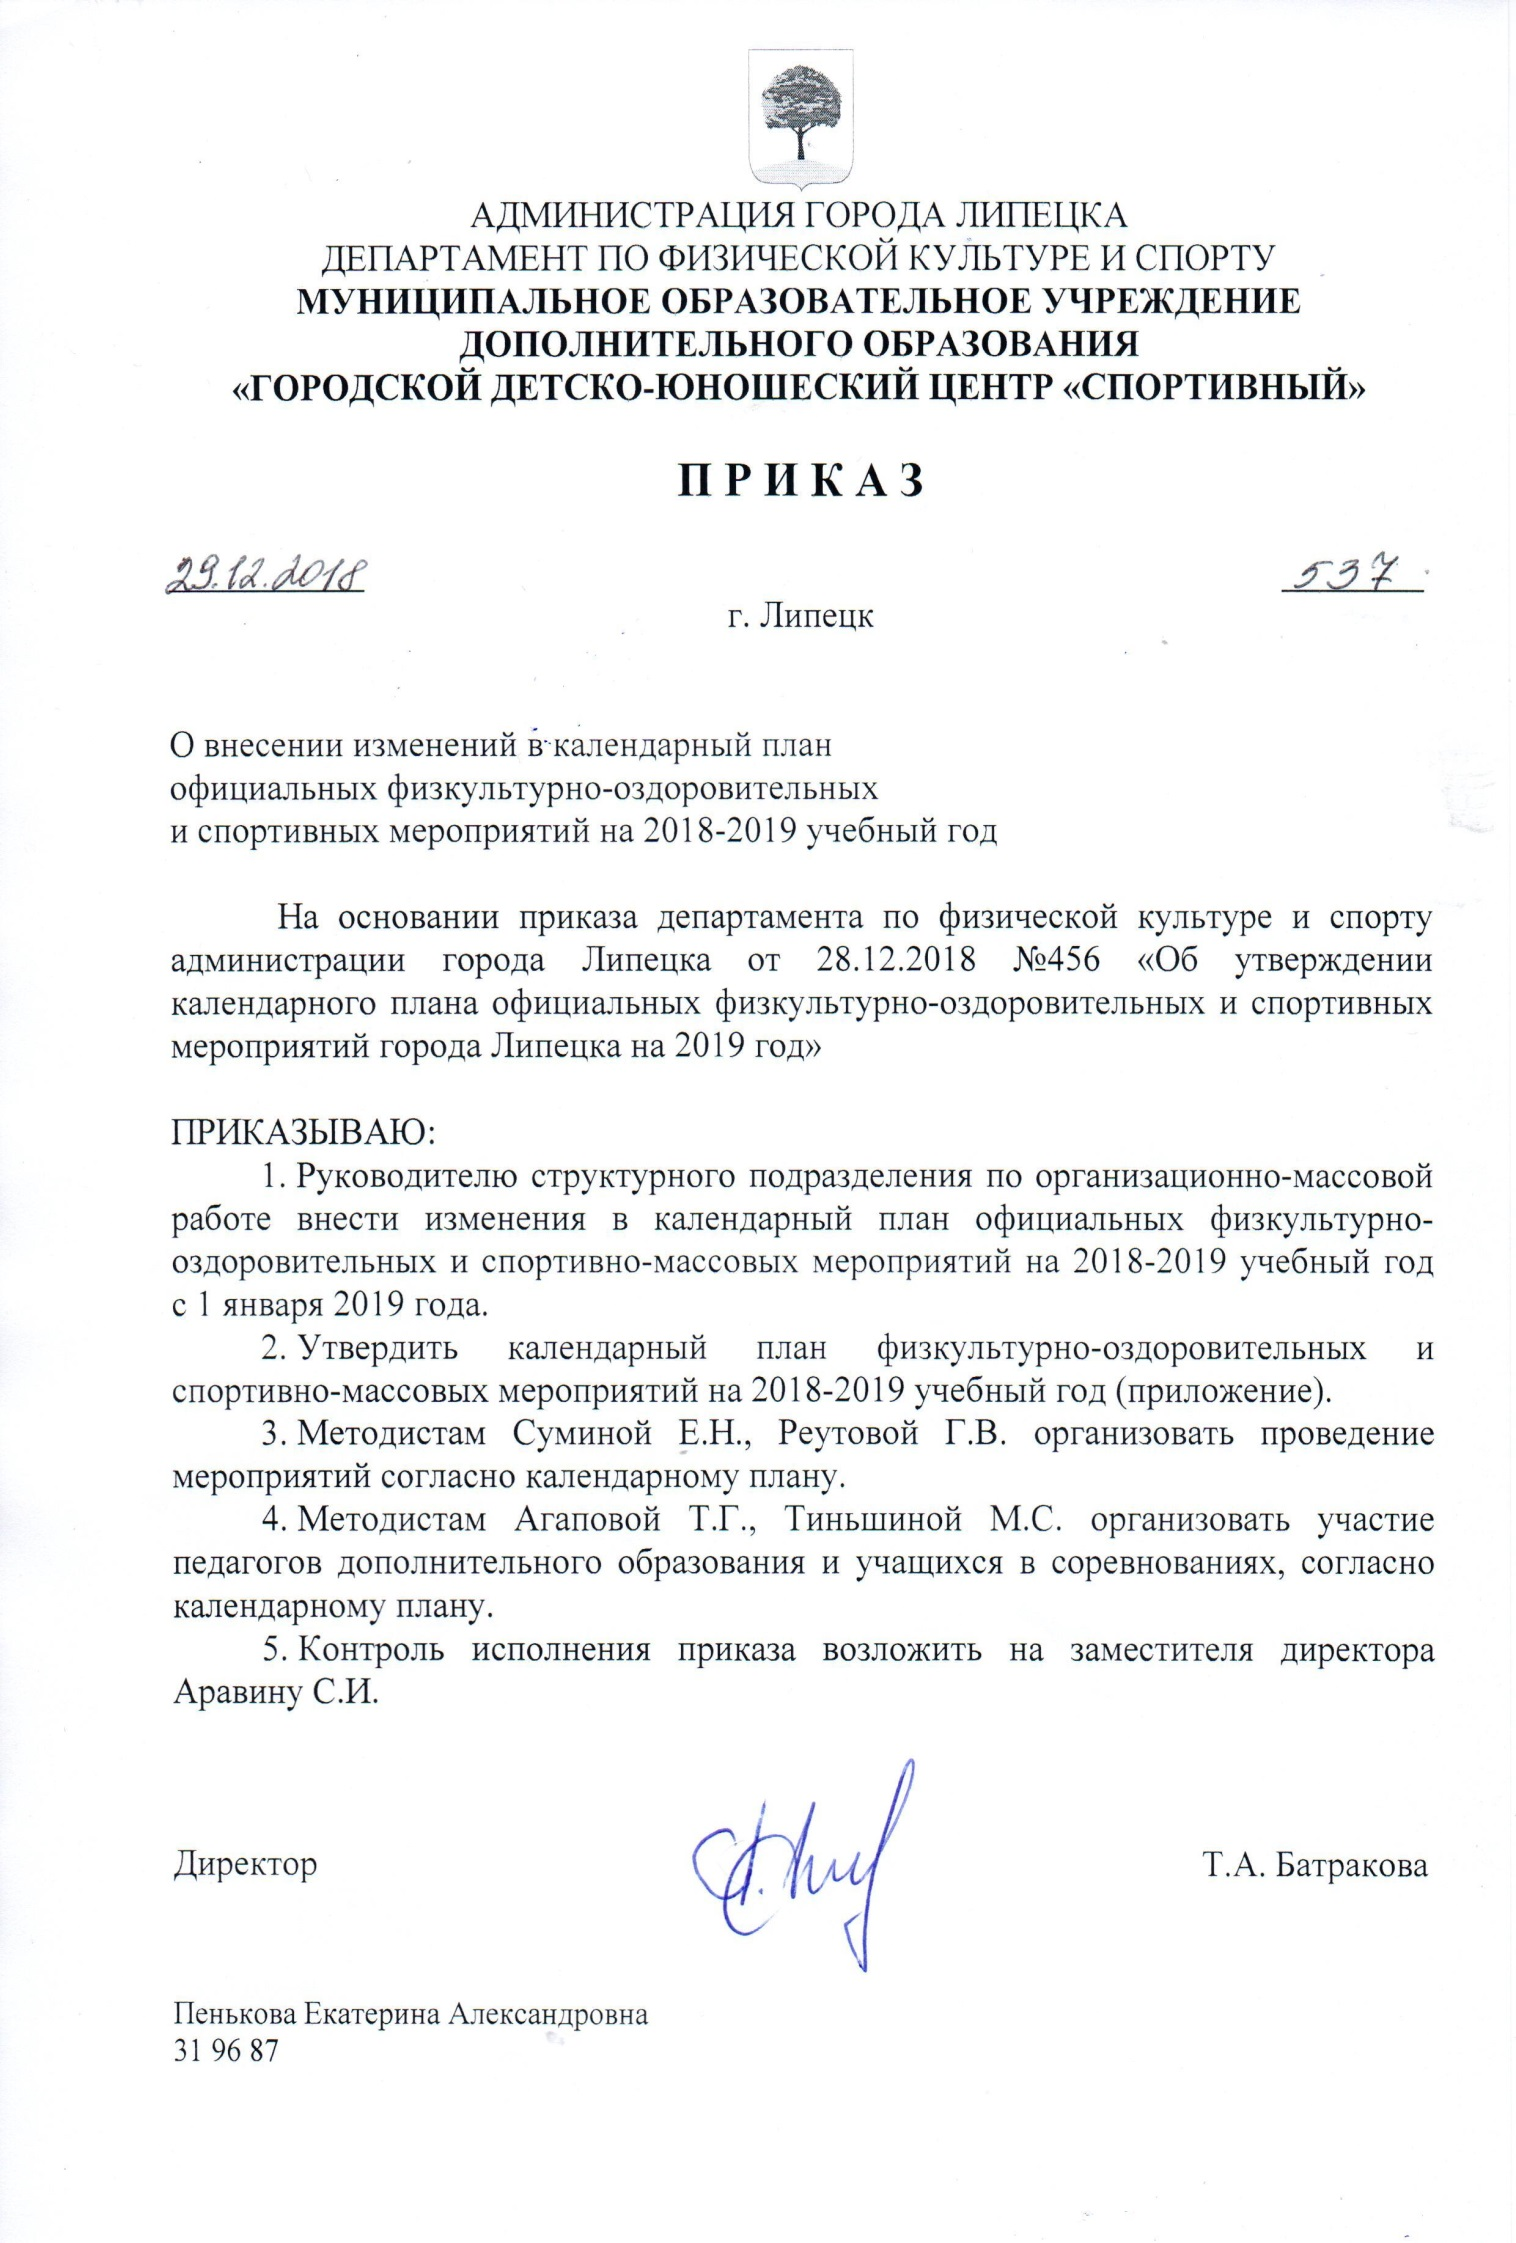 АДМИНИСТРАЦИЯ ГОРОДА ЛИПЕЦКА
ДЕПАРТАМЕНТ ПО ФИЗИЧЕСКОЙ КУЛЬТУРЕ И СПОРТУ
МУНИЦИПАЛЬНОЕ ОБРАЗОВАТЕЛЬНОЕ УЧРЕЖДЕНИЕ
ДОПОЛНИТЕЛЬНОГО ОБРАЗОВАНИЯ
«ГОРОДСКОЙ ДЕТСКО-ЮНОШЕСКИЙ ЦЕНТР «СПОРТИВНЫЙ»
П Р И К А З
29.12.2018 537
г. Липецк
О внесении изменений в календарный план
официальных физкультурно-оздоровительных
и спортивных мероприятий на 2018-2019 учебный год
На основании приказа департамента по физической культуре и спорту
администрации города Липецка от 28.12.2018 №456 «Об утверждении
календарного плана официальных физкультурно-оздоровительных и спортивных
мероприятий города Липецка на 2019 год»
ПРИКАЗЫВАЮ:
1. Руководителю структурного подразделения по организационно-массовой
работе внести изменения в календарный план официальных физкультурно-
оздоровительных и спортивно-массовых мероприятий на 2018-2019 учебный год
с 1 января 2019 года.
2. Утвердить календарный план физкультурно-оздоровительных и
спортивно-массовых мероприятий на 2018-2019 учебный год (приложение).
3. Методистам Суминой Е.Н., Реутовой Г.В. организовать проведение
мероприятий согласно календарному плану.
4. Методистам Агаповой Т.Г., Тиньшиной М.С. организовать участие
педагогов дополнительного образования и учащихся в соревнованиях, согласно
календарному плану.
5. Контроль исполнения приказа возложить на заместителя директора
Аравину С.И.
Директор Т.А. Батракова
Пенькова Екатерина Александровна
31 96 87